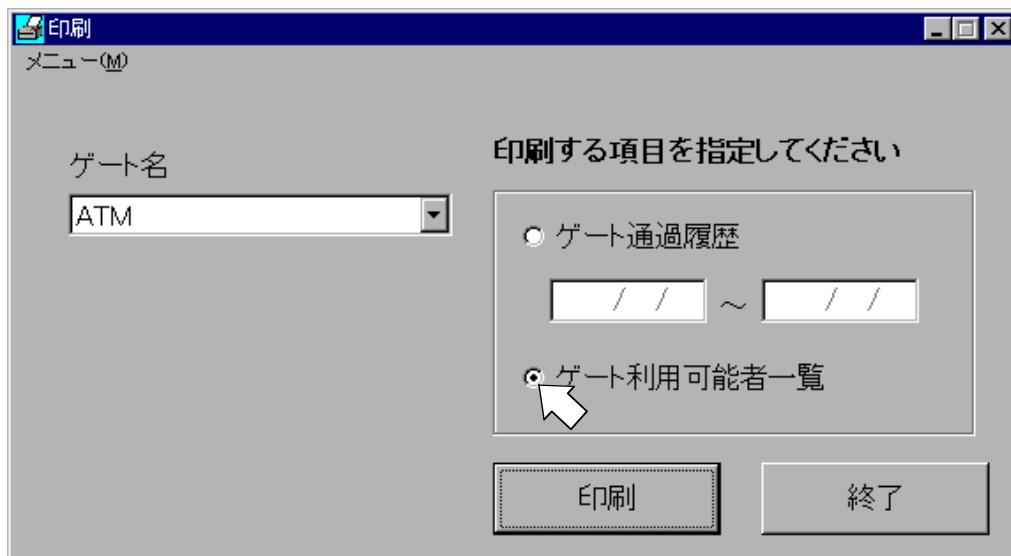 印刷
メニュー(M)
ゲート名
ATM
印刷する項目を指定してください
ゲート通過履歴
/ / ～ / /
ゲート利用可能者一覧
印刷 終了